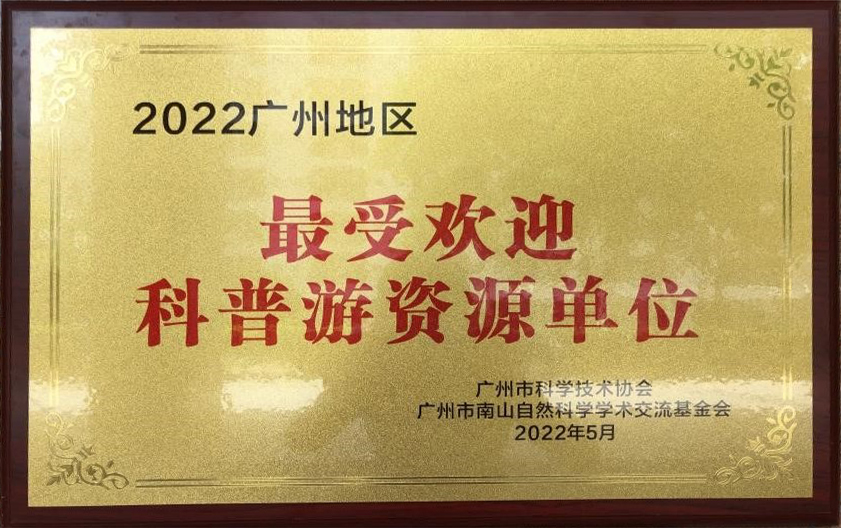 2022广州地区
最受欢迎
科普游资源单位
广州市科学技术协会
广州市南山自然科学学术交流基金会
2022年5月